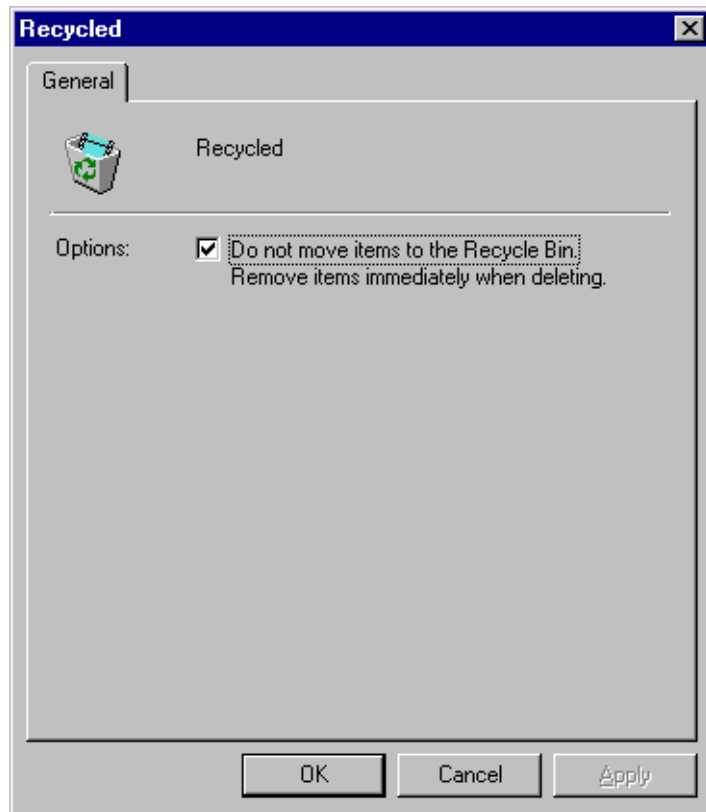 Recycled
General
Recycled
Options:
Do not move items to the Recycle Bin.
Remove items immediately when deleting.
OK
Cancel
Apply